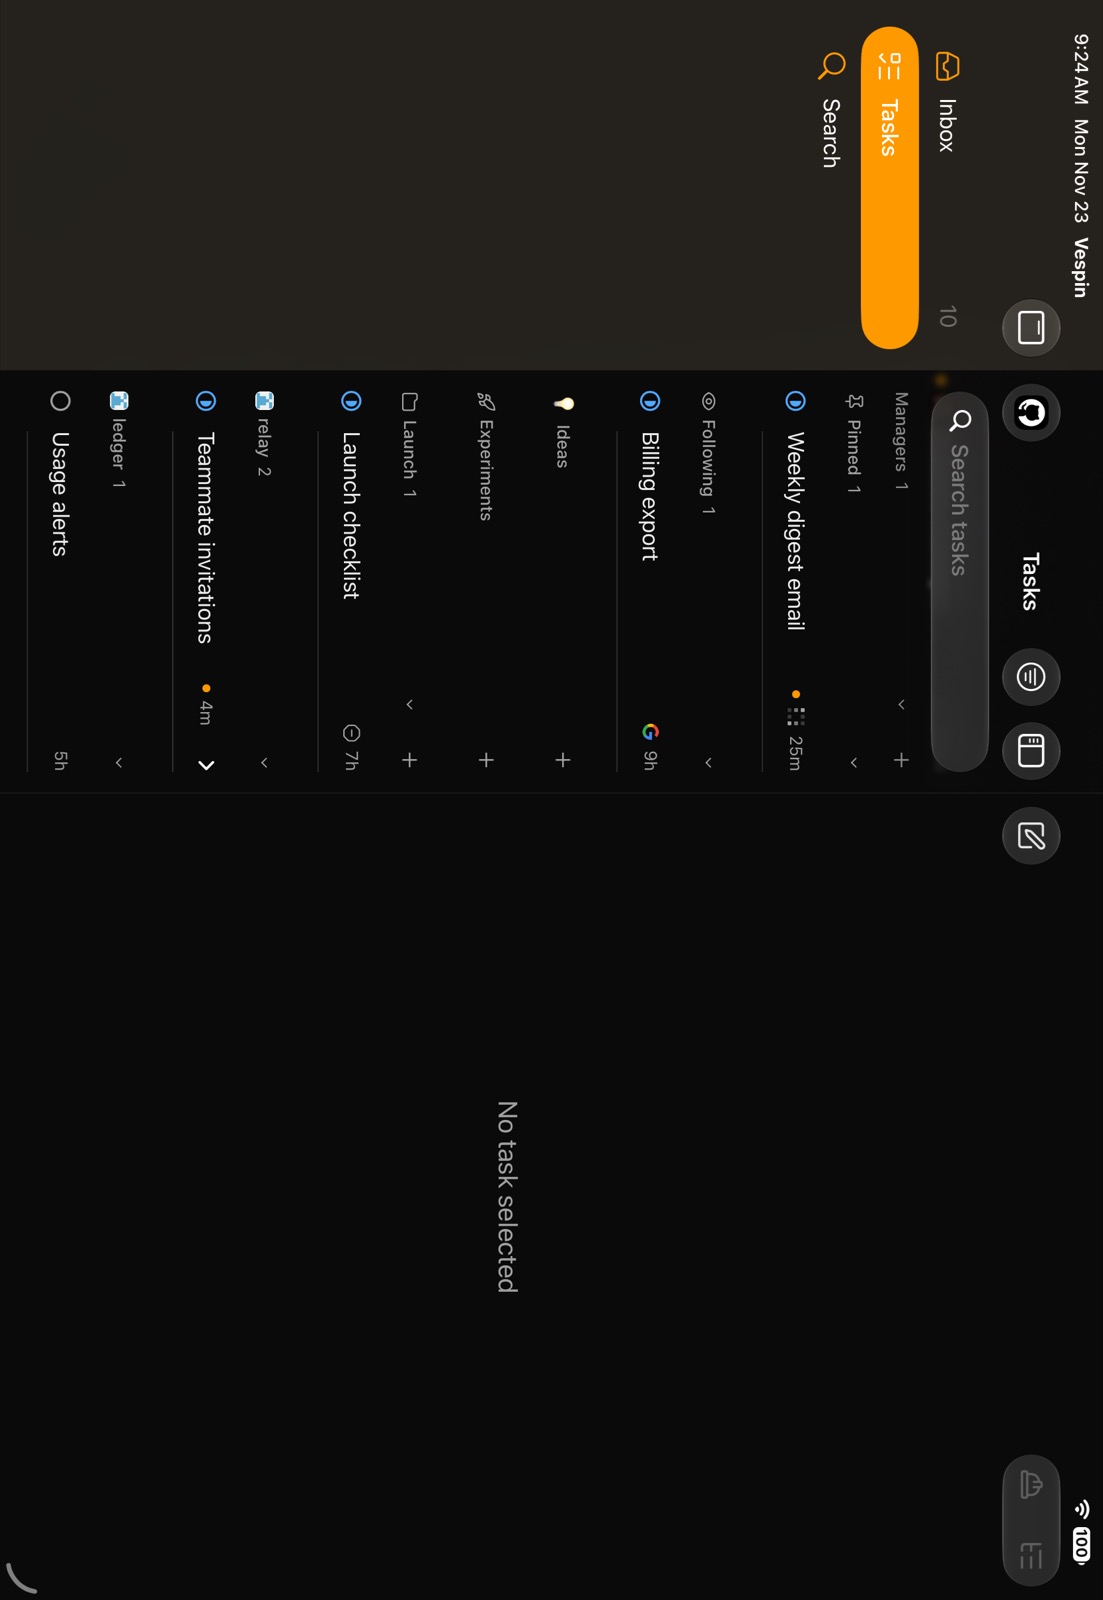 9:24 AM Mon Nov 23 Vespin
100
Inbox 10
Tasks
Search
Tasks
Search tasks
Managers 1
Pinned 1
Weekly digest email 25m
Following 1
Billing export 9h
Ideas
Experiments
Launch 1
Launch checklist 7h
relay 2
Teammate invitations 4m
ledger 1
Usage alerts 5h
No task selected